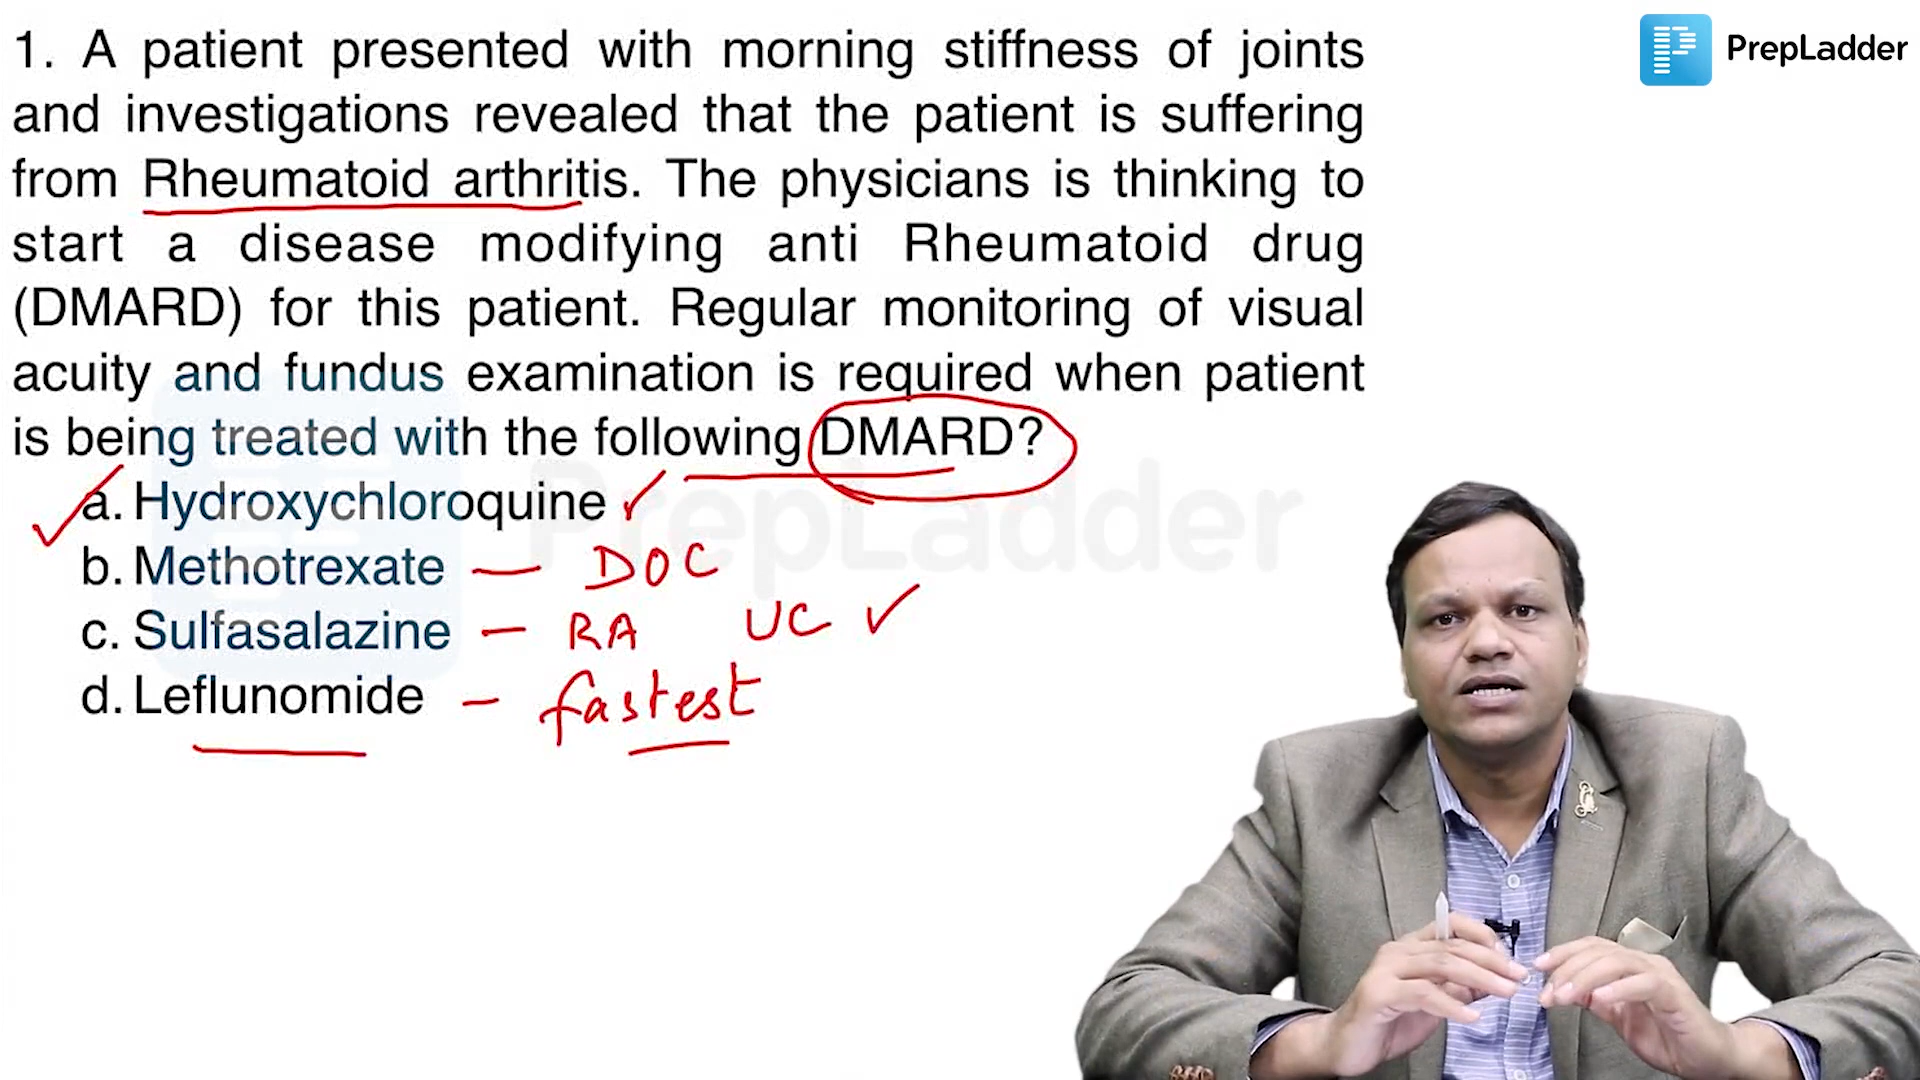 PrepLadder
1. A patient presented with morning stiffness of joints
and investigations revealed that the patient is suffering
from Rheumatoid arthritis. The physicians is thinking to
start a disease modifying anti Rheumatoid drug
(DMARD) for this patient. Regular monitoring of visual
acuity and fundus examination is required when patient
is being treated with the following DMARD?
a. Hydroxychloroquine
b. Methotrexate — DOC
c. Sulfasalazine – RA UC ✓
d. Leflunomide – fastest
PrepLadder